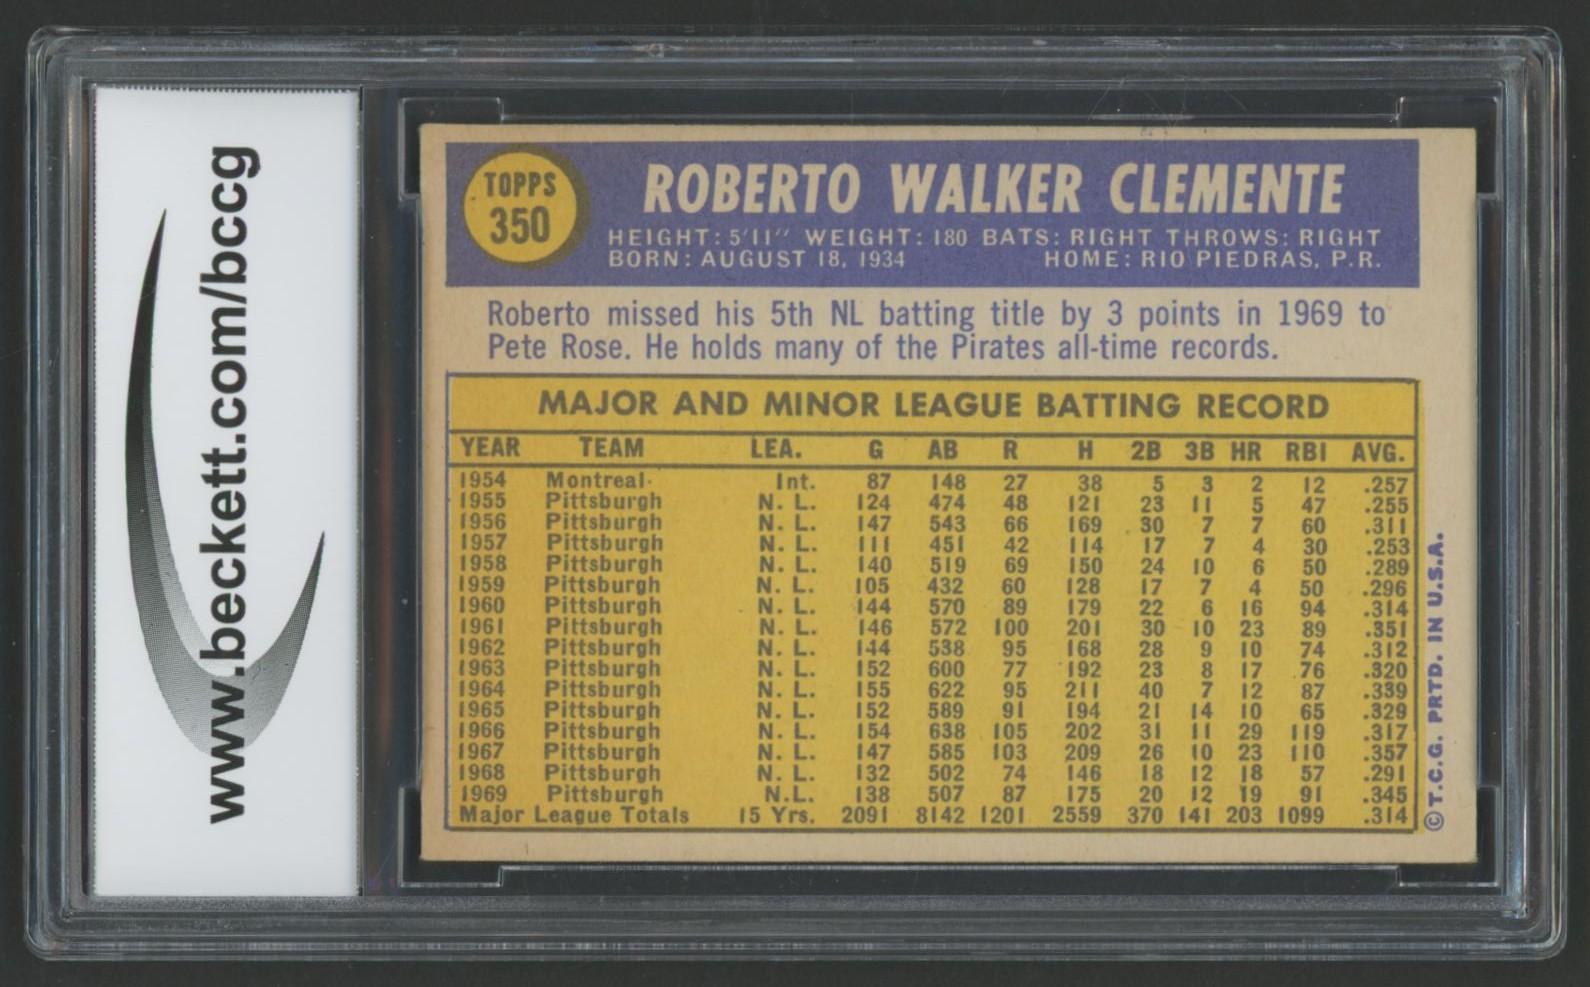 www.beckett.com/bccg
TOPPS
350
ROBERTO WALKER CLEMENTE
HEIGHT: 5'11" WEIGHT: 180 BATS: RIGHT THROWS: RIGHT
BORN: AUGUST 18, 1934 HOME: RIO PIEDRAS, P.R.
Roberto missed his 5th NL batting title by 3 points in 1969 to
Pete Rose. He holds many of the Pirates all-time records.
MAJOR AND MINOR LEAGUE BATTING RECORD
YEAR TEAM LEA. G AB R H 2B 3B HR RBI AVG.
1954 Montreal Int. 87 148 27 38 5 3 2 12 .257
1955 Pittsburgh N. L. 124 474 48 121 23 11 5 47 .255
1956 Pittsburgh N. L. 147 543 66 169 30 7 7 60 .311
1957 Pittsburgh N. L. 111 451 42 114 17 7 4 30 .253
1958 Pittsburgh N. L. 140 519 69 150 24 10 6 50 .289
1959 Pittsburgh N. L. 105 432 60 128 17 7 4 50 .296
1960 Pittsburgh N. L. 144 570 89 179 22 6 16 94 .314
1961 Pittsburgh N. L. 146 572 100 201 30 10 23 89 .351
1962 Pittsburgh N. L. 144 538 95 168 28 9 10 74 .312
1963 Pittsburgh N. L. 152 600 77 192 23 8 17 76 .320
1964 Pittsburgh N. L. 155 622 95 211 40 7 12 87 .339
1965 Pittsburgh N. L. 152 589 91 194 21 14 10 65 .329
1966 Pittsburgh N. L. 154 638 105 202 31 11 29 119 .317
1967 Pittsburgh N. L. 147 585 103 209 26 10 23 110 .357
1968 Pittsburgh N. L. 132 502 74 146 18 12 18 57 .291
1969 Pittsburgh N.L. 138 507 87 175 20 12 19 91 .345
Major League Totals 15 Yrs. 2091 8142 1201 2559 370 141 203 1099 .314
© T.C.G. PRTD. IN U.S.A.